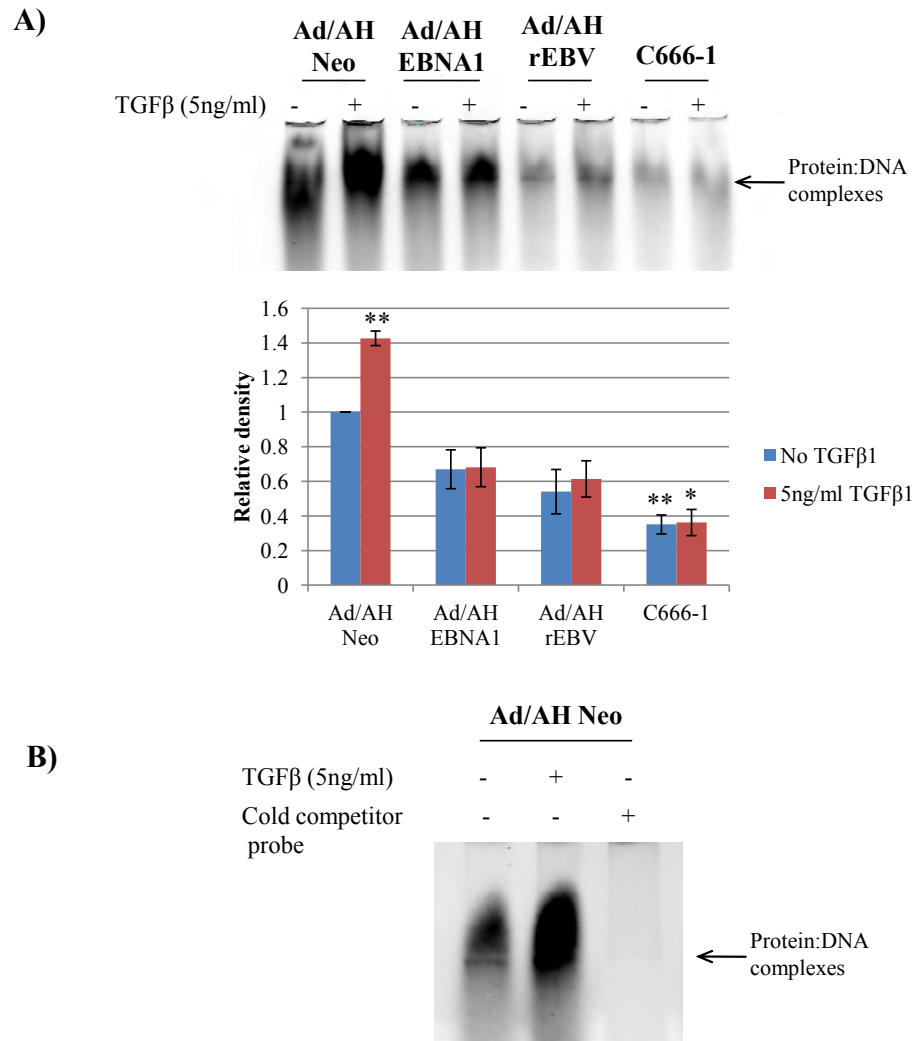 A)
Ad/AH Neo
Ad/AH EBNA1
Ad/AH rEBV
C666-1
TGFβ (5ng/ml)
- + - + - + - +
Protein:DNA complexes
1.6
1.4
1.2
1
0.8
0.6
0.4
0.2
0
Relative density
**
**
*
No TGFβ1
5ng/ml TGFβ1
Ad/AH Neo
Ad/AH EBNA1
Ad/AH rEBV
C666-1
B)
Ad/AH Neo
TGFβ (5ng/ml) - + -
Cold competitor probe - - +
Protein:DNA complexes